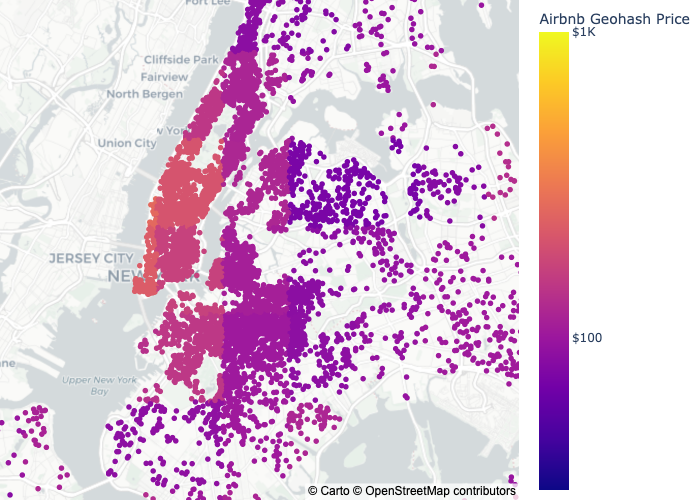 Fort Lee
Airbnb Geohash Price
$1K
Cliffside Park
Fairview
North Bergen
Union City
JERSEY CITY
$100
Upper New York
Bay
© Carto © OpenStreetMap contributors